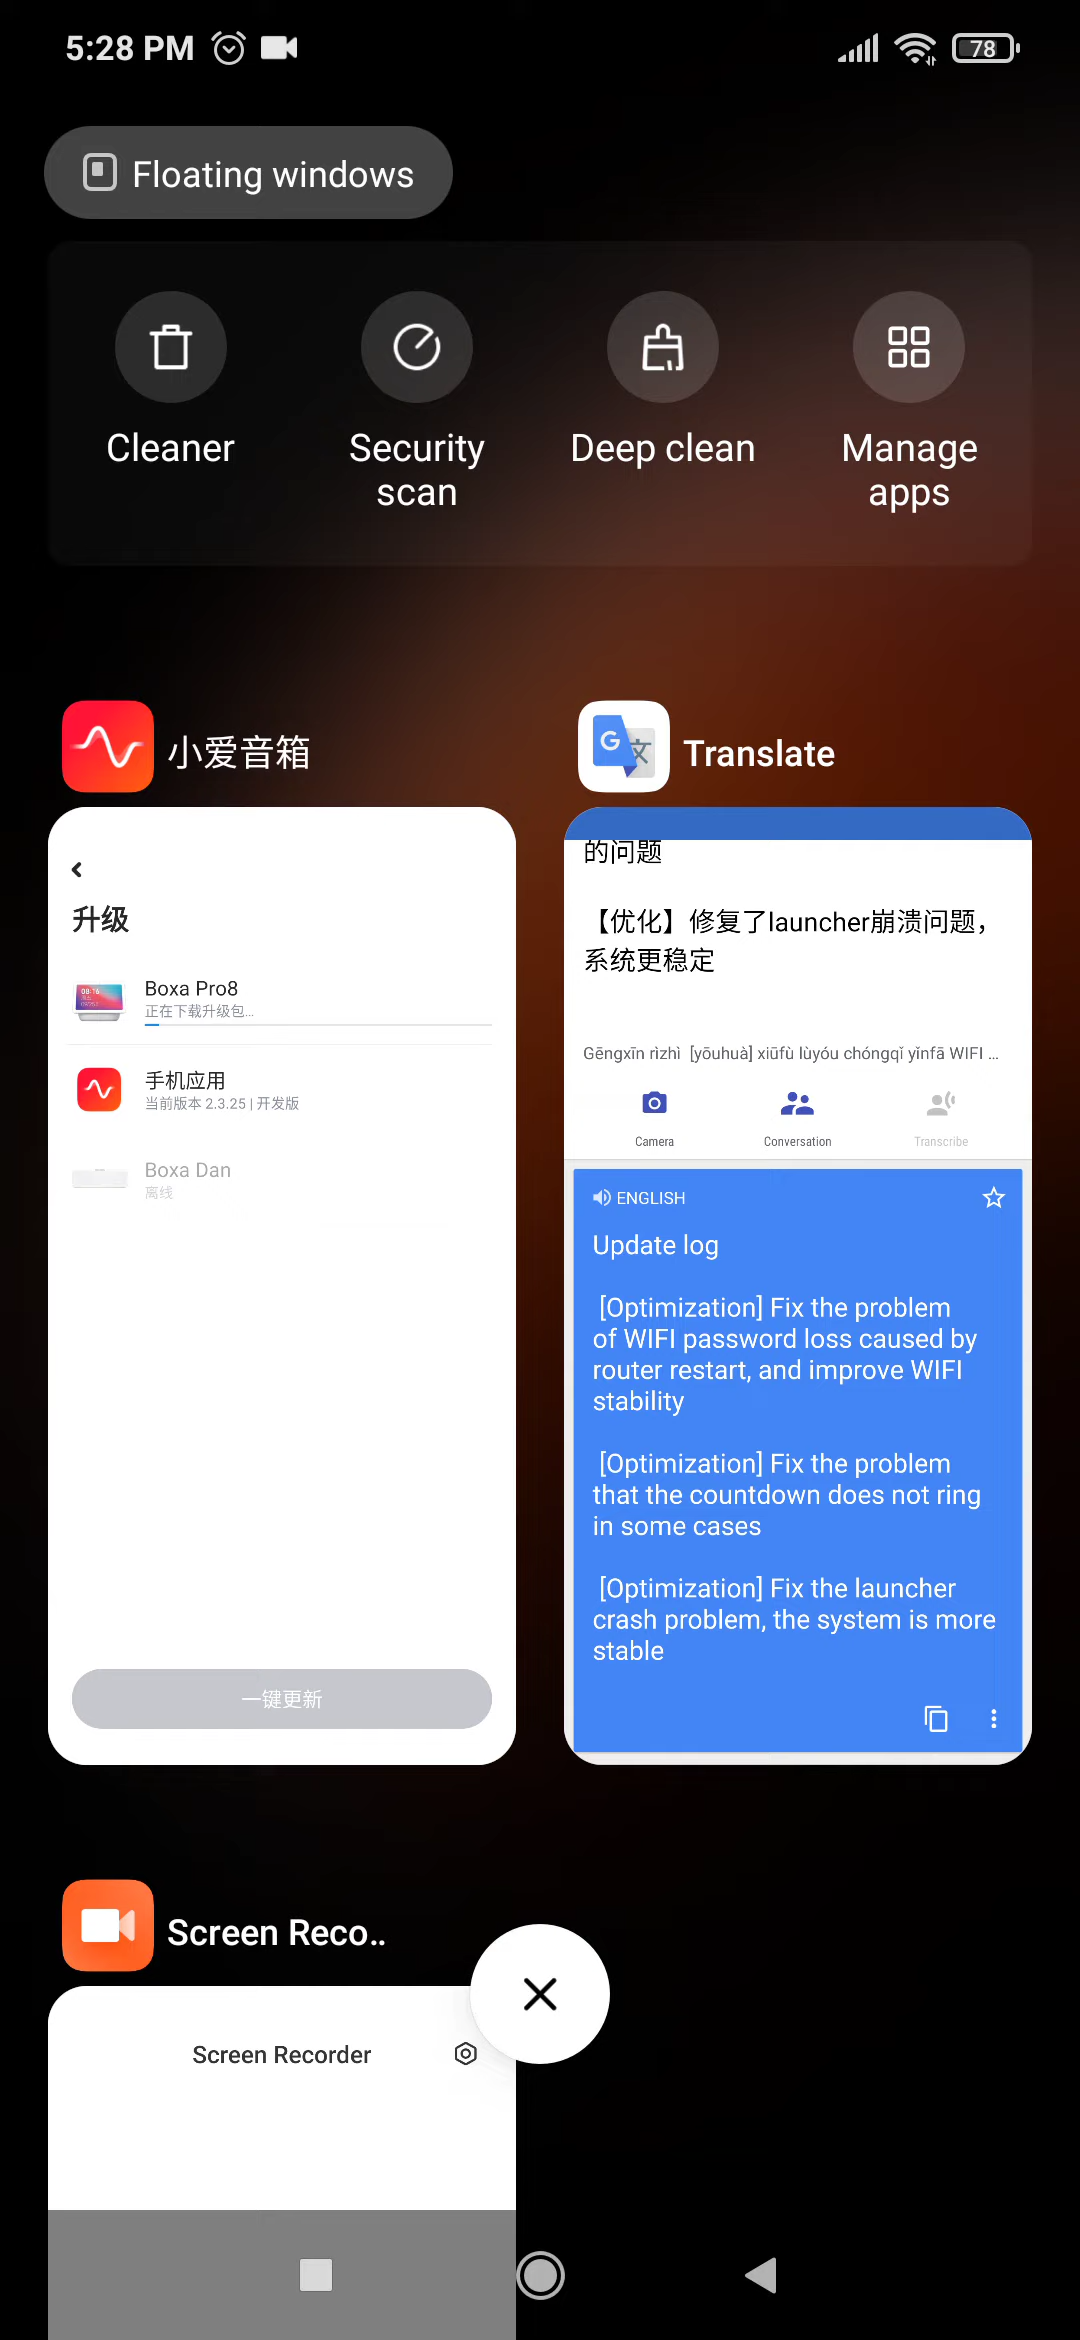 5:28 PM
78
Floating windows
Cleaner
Security
scan
Deep clean
Manage
apps
小爱音箱
升级
Boxa Pro8
正在下载升级包...
手机应用
当前版本 2.3.25 | 开发版
Boxa Dan
离线
一键更新
Translate
的问题
【优化】修复了launcher崩溃问题，
系统更稳定
Gēngxīn rìzhì [yōuhuà] xiūfù lùyóu chóngqǐ yǐnfā WIFI ...
Camera
Conversation
Transcribe
ENGLISH
Update log
[Optimization] Fix the problem
of WIFI password loss caused by
router restart, and improve WIFI
stability
[Optimization] Fix the problem
that the countdown does not ring
in some cases
[Optimization] Fix the launcher
crash problem, the system is more
stable
Screen Reco..
Screen Recorder